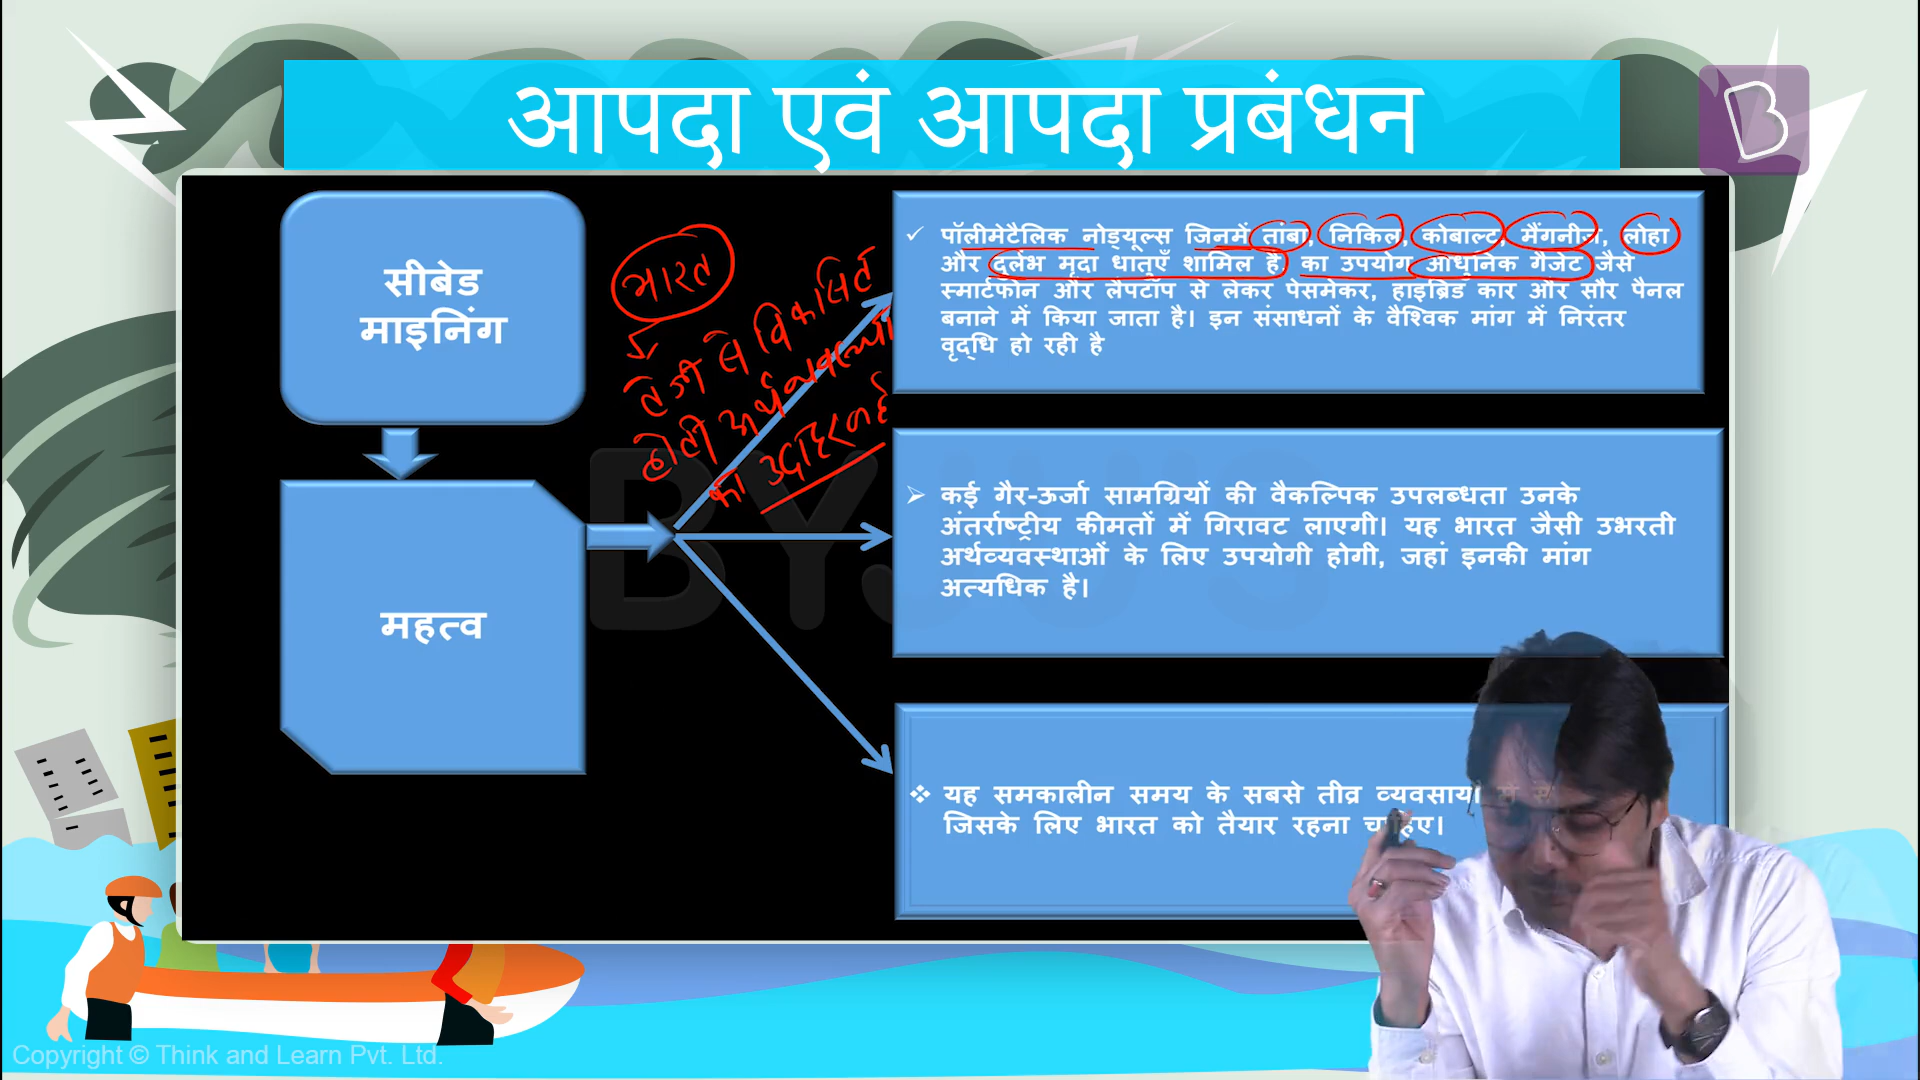 आपदा एवं आपदा प्रबंधन
सीबेड
माइनिंग
महत्व
भारत
तेजी से विकसित
होती अर्थव्यवस्था
का उदाहरण है
पॉलीमेटैलिक नोड्यूल्स जिनमें तांबा, निकिल, कोबाल्ट, मैंगनीज, लोहा
और दुर्लभ मृदा धातुएँ शामिल हैं, का उपयोग आधुनिक गैजेट जैसे
स्मार्टफोन और लैपटॉप से लेकर पेसमेकर, हाइब्रिड कार और सौर पैनल
बनाने में किया जाता है। इन संसाधनों के वैश्विक मांग में निरंतर
वृद्धि हो रही है
कई गैर-ऊर्जा सामग्रियों की वैकल्पिक उपलब्धता उनके
अंतर्राष्ट्रीय कीमतों में गिरावट लाएगी। यह भारत जैसी उभरती
अर्थव्यवस्थाओं के लिए उपयोगी होगी, जहां इनकी मांग
अत्यधिक है।
यह समकालीन समय के सबसे तीव्र
जिसके लिए भारत को तैयार रहना चाहिए।
BYJU'S
Copyright © Think and Learn Pvt. Ltd.